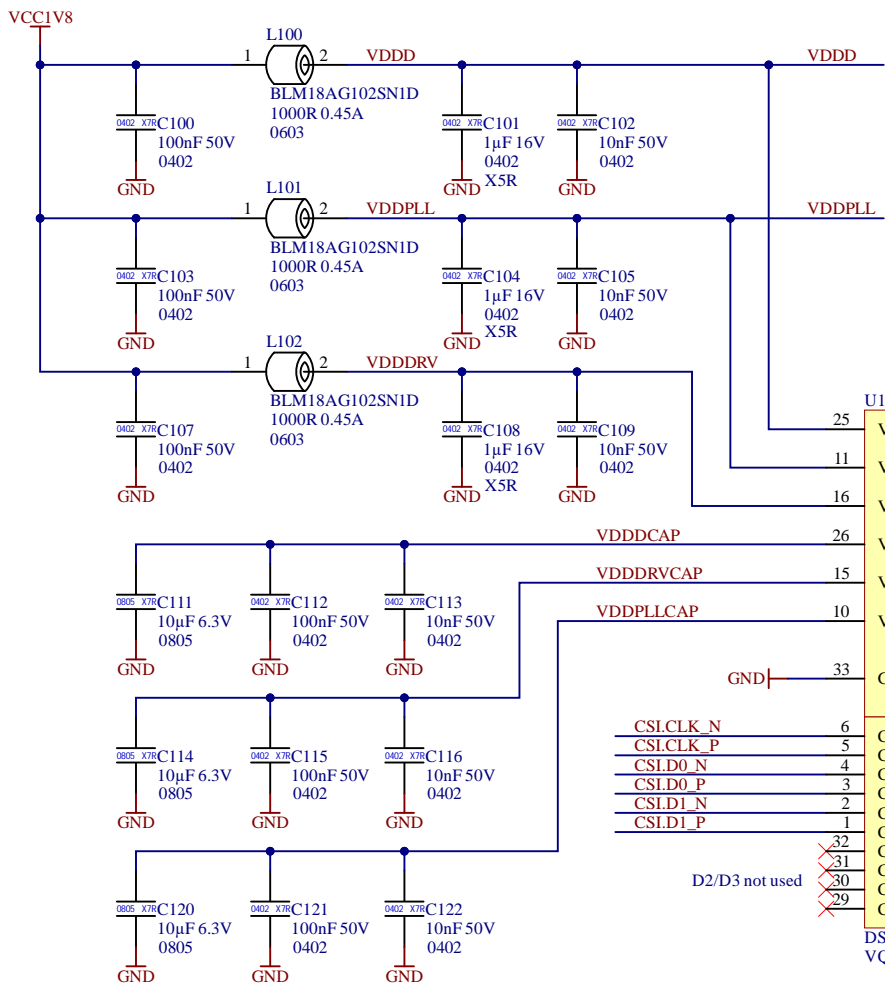 VCC1V8
L100
1
2
VDDD
VDDD
BLM18AG102SN1D
1000R 0.45A
0603
0402 X7R
C100
100nF 50V
0402
GND
0402 X7R
C101
1µF 16V
0402
X5R
GND
0402 X7R
C102
10nF 50V
0402
GND
L101
1
2
VDDPLL
VDDPLL
BLM18AG102SN1D
1000R 0.45A
0603
0402 X7R
C103
100nF 50V
0402
GND
0402 X7R
C104
1µF 16V
0402
X5R
GND
0402 X7R
C105
10nF 50V
0402
GND
L102
1
2
VDDDRV
BLM18AG102SN1D
1000R 0.45A
0603
0402 X7R
C107
100nF 50V
0402
GND
0402 X7R
C108
1µF 16V
0402
X5R
GND
0402 X7R
C109
10nF 50V
0402
GND
U1
25
V
11
V
16
V
VDDDCAP
26
V
VDDDRVCAP
15
V
VDDPLLCAP
10
V
0805 X7R
C111
10µF 6.3V
0805
GND
0402 X7R
C112
100nF 50V
0402
GND
0402 X7R
C113
10nF 50V
0402
GND
GND
33
G
0805 X7R
C114
10µF 6.3V
0805
GND
0402 X7R
C115
100nF 50V
0402
GND
0402 X7R
C116
10nF 50V
0402
GND
CSI.CLK_N
6
C
CSI.CLK_P
5
C
CSI.D0_N
4
C
CSI.D0_P
3
C
CSI.D1_N
2
C
CSI.D1_P
1
C
32
C
31
C
30
C
29
C
D2/D3 not used
0805 X7R
C120
10µF 6.3V
0805
GND
0402 X7R
C121
100nF 50V
0402
GND
0402 X7R
C122
10nF 50V
0402
GND
DS
VQ